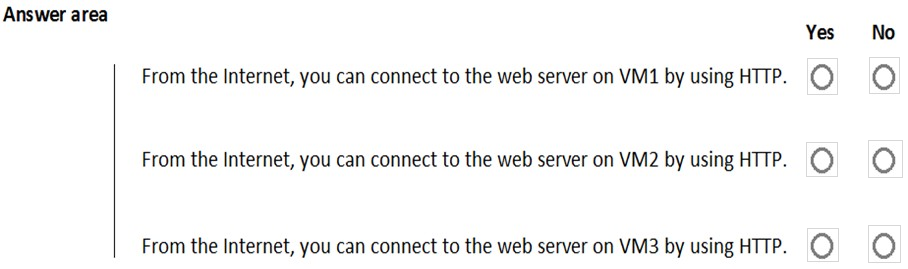 Answer area
Yes No
From the Internet, you can connect to the web server on VM1 by using HTTP.
From the Internet, you can connect to the web server on VM2 by using HTTP.
From the Internet, you can connect to the web server on VM3 by using HTTP.